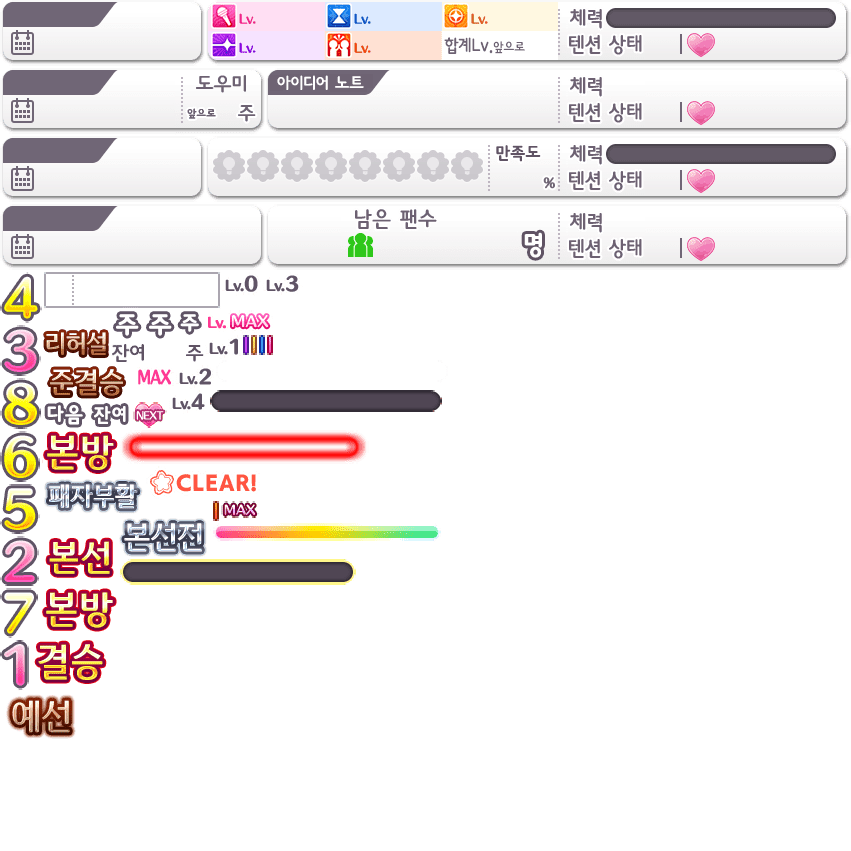 Lv. Lv. Lv. 체력
Lv. Lv. 합계Lv.앞으로 텐션 상태
도우미 아이디어 노트 체력
앞으로 주 텐션 상태
만족도 체력
% 텐션 상태
남은 팬수 체력
명 텐션 상태
4 Lv.0 Lv.3
주 주 주 Lv. MAX
3 리허설 잔여 주 Lv.1
준결승 MAX Lv.2
8 다음 잔여 NEXT Lv.4
6 본방
5 패자부활 CLEAR!
MAX
본선전
2 본선
7 본방
1 결승
예선